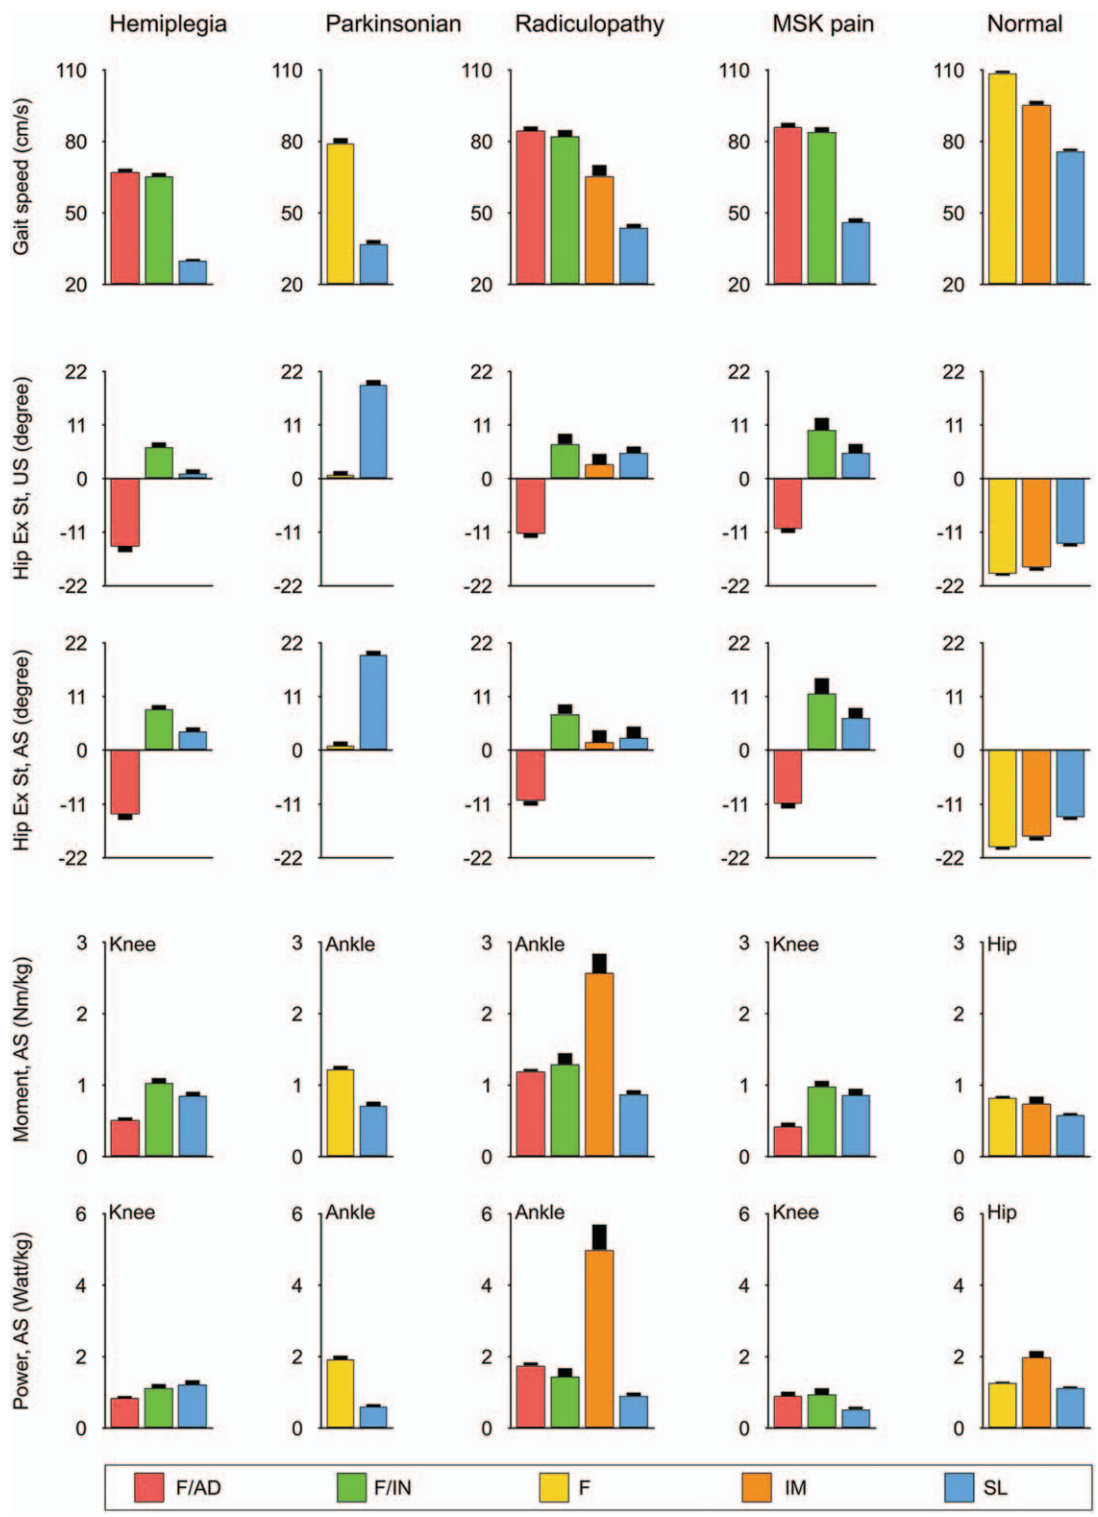 Hemiplegia Parkinsonian Radiculopathy MSK pain Normal
Gait speed (cm/s)
110 110 110 110 110
80 80 80 80 80
50 50 50 50 50
20 20 20 20 20
Hip Ex St, US (degree)
22 22 22 22 22
11 11 11 11 11
0 0 0 0 0
-11 -11 -11 -11 -11
-22 -22 -22 -22 -22
Hip Ex St, AS (degree)
22 22 22 22 22
11 11 11 11 11
0 0 0 0 0
-11 -11 -11 -11 -11
-22 -22 -22 -22 -22
Moment, AS (Nm/kg)
3 Knee 3 Ankle 3 Ankle 3 Knee 3 Hip
2 2 2 2 2
1 1 1 1 1
0 0 0 0 0
Power, AS (Watt/kg)
6 Knee 6 Ankle 6 Ankle 6 Knee 6 Hip
4 4 4 4 4
2 2 2 2 2
0 0 0 0 0
F/AD F/IN F IM SL